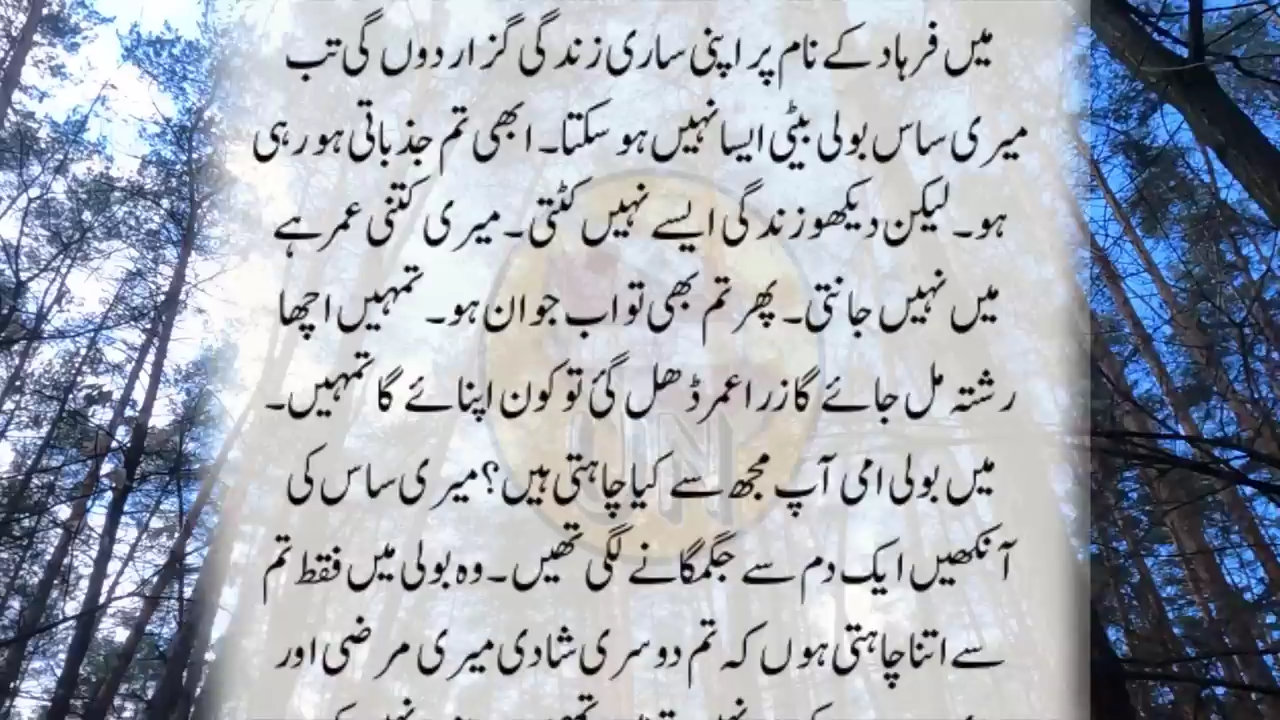 میں فرہاد کے نام پر اپنی ساری زندگی گزار دوں گی تب
میری ساس بولی بیٹی ایسا نہیں ہو سکتا۔ ابھی تم جذباتی ہو رہی
ہو۔ لیکن دیکھو زندگی ایسے نہیں کٹتی۔ میری کتنی عمر ہے
میں نہیں جانتی۔ پھر تم بھی تو اب جوان ہو۔ تمہیں اچھا
رشتہ مل جائے گا زرا عمر ڈھل گئی تو کون اپنائے گا تمہیں۔
میں بولی امی آپ مجھ سے کیا چاہتی ہیں؟ میری ساس کی
آنکھیں ایک دم سے جگمگانے لگی تھیں۔ وہ بولی میں فقط تم
سے اتنا چاہتی ہوں کہ تم دوسری شادی میری مرضی اور
UN